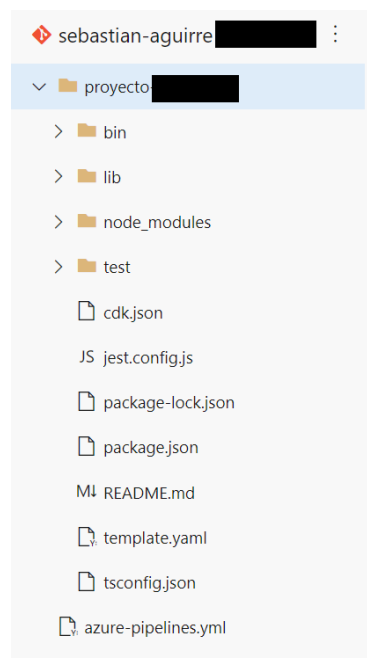 sebastian-aguirre
proyecto-
bin
lib
node_modules
test
cdk.json
JS jest.config.js
package-lock.json
package.json
M↓ README.md
Y: template.yaml
tsconfig.json
Y: azure-pipelines.yml